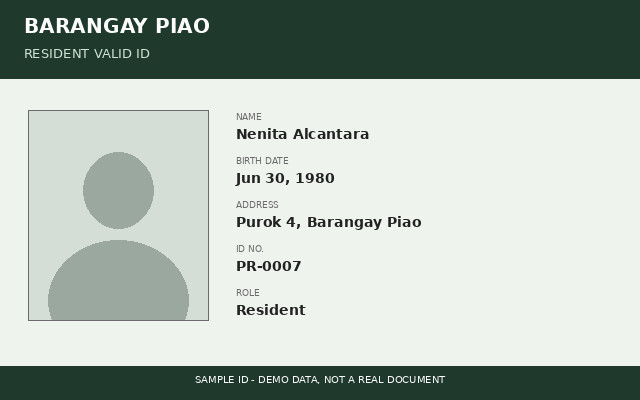 BARANGAY PIAO
RESIDENT VALID ID
NAME
Nenita Alcantara
BIRTH DATE
Jun 30, 1980
ADDRESS
Purok 4, Barangay Piao
ID NO.
PR-0007
ROLE
Resident
SAMPLE ID - DEMO DATA, NOT A REAL DOCUMENT